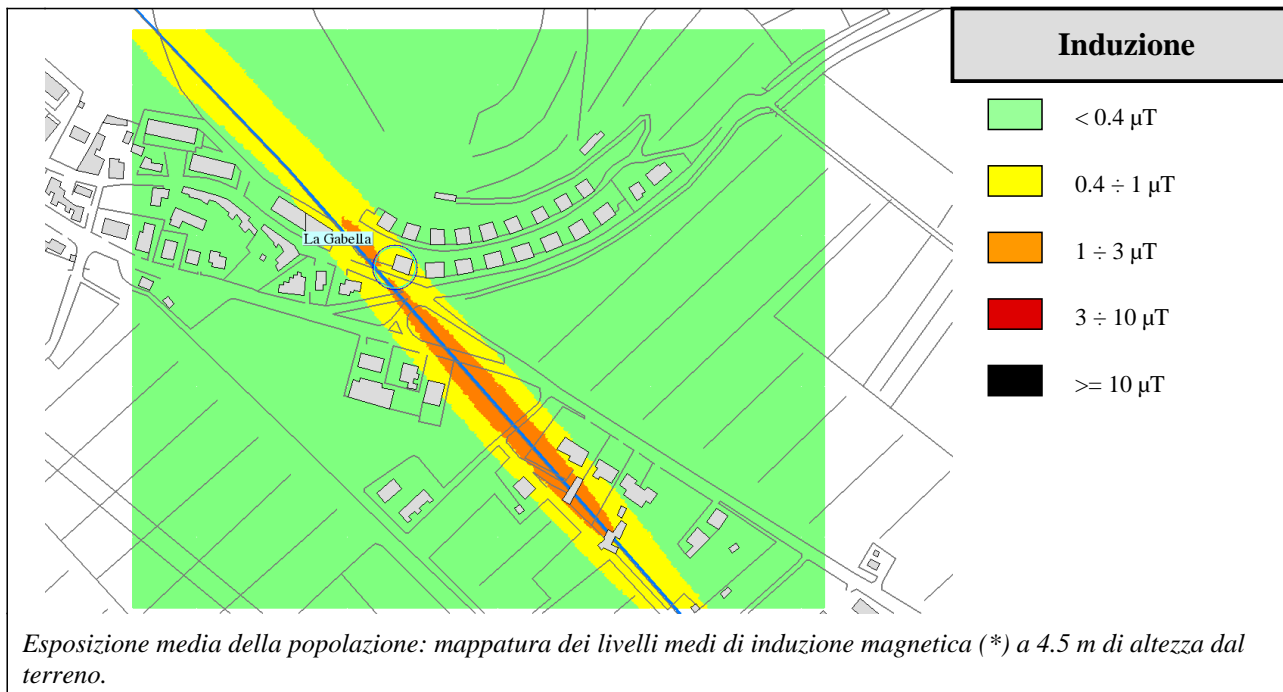 Induzione
< 0.4 µT
0.4 ÷ 1 µT
1 ÷ 3 µT
3 ÷ 10 µT
>= 10 µT
La Gabella
Esposizione media della popolazione: mappatura dei livelli medi di induzione magnetica (*) a 4.5 m di altezza dal
terreno.